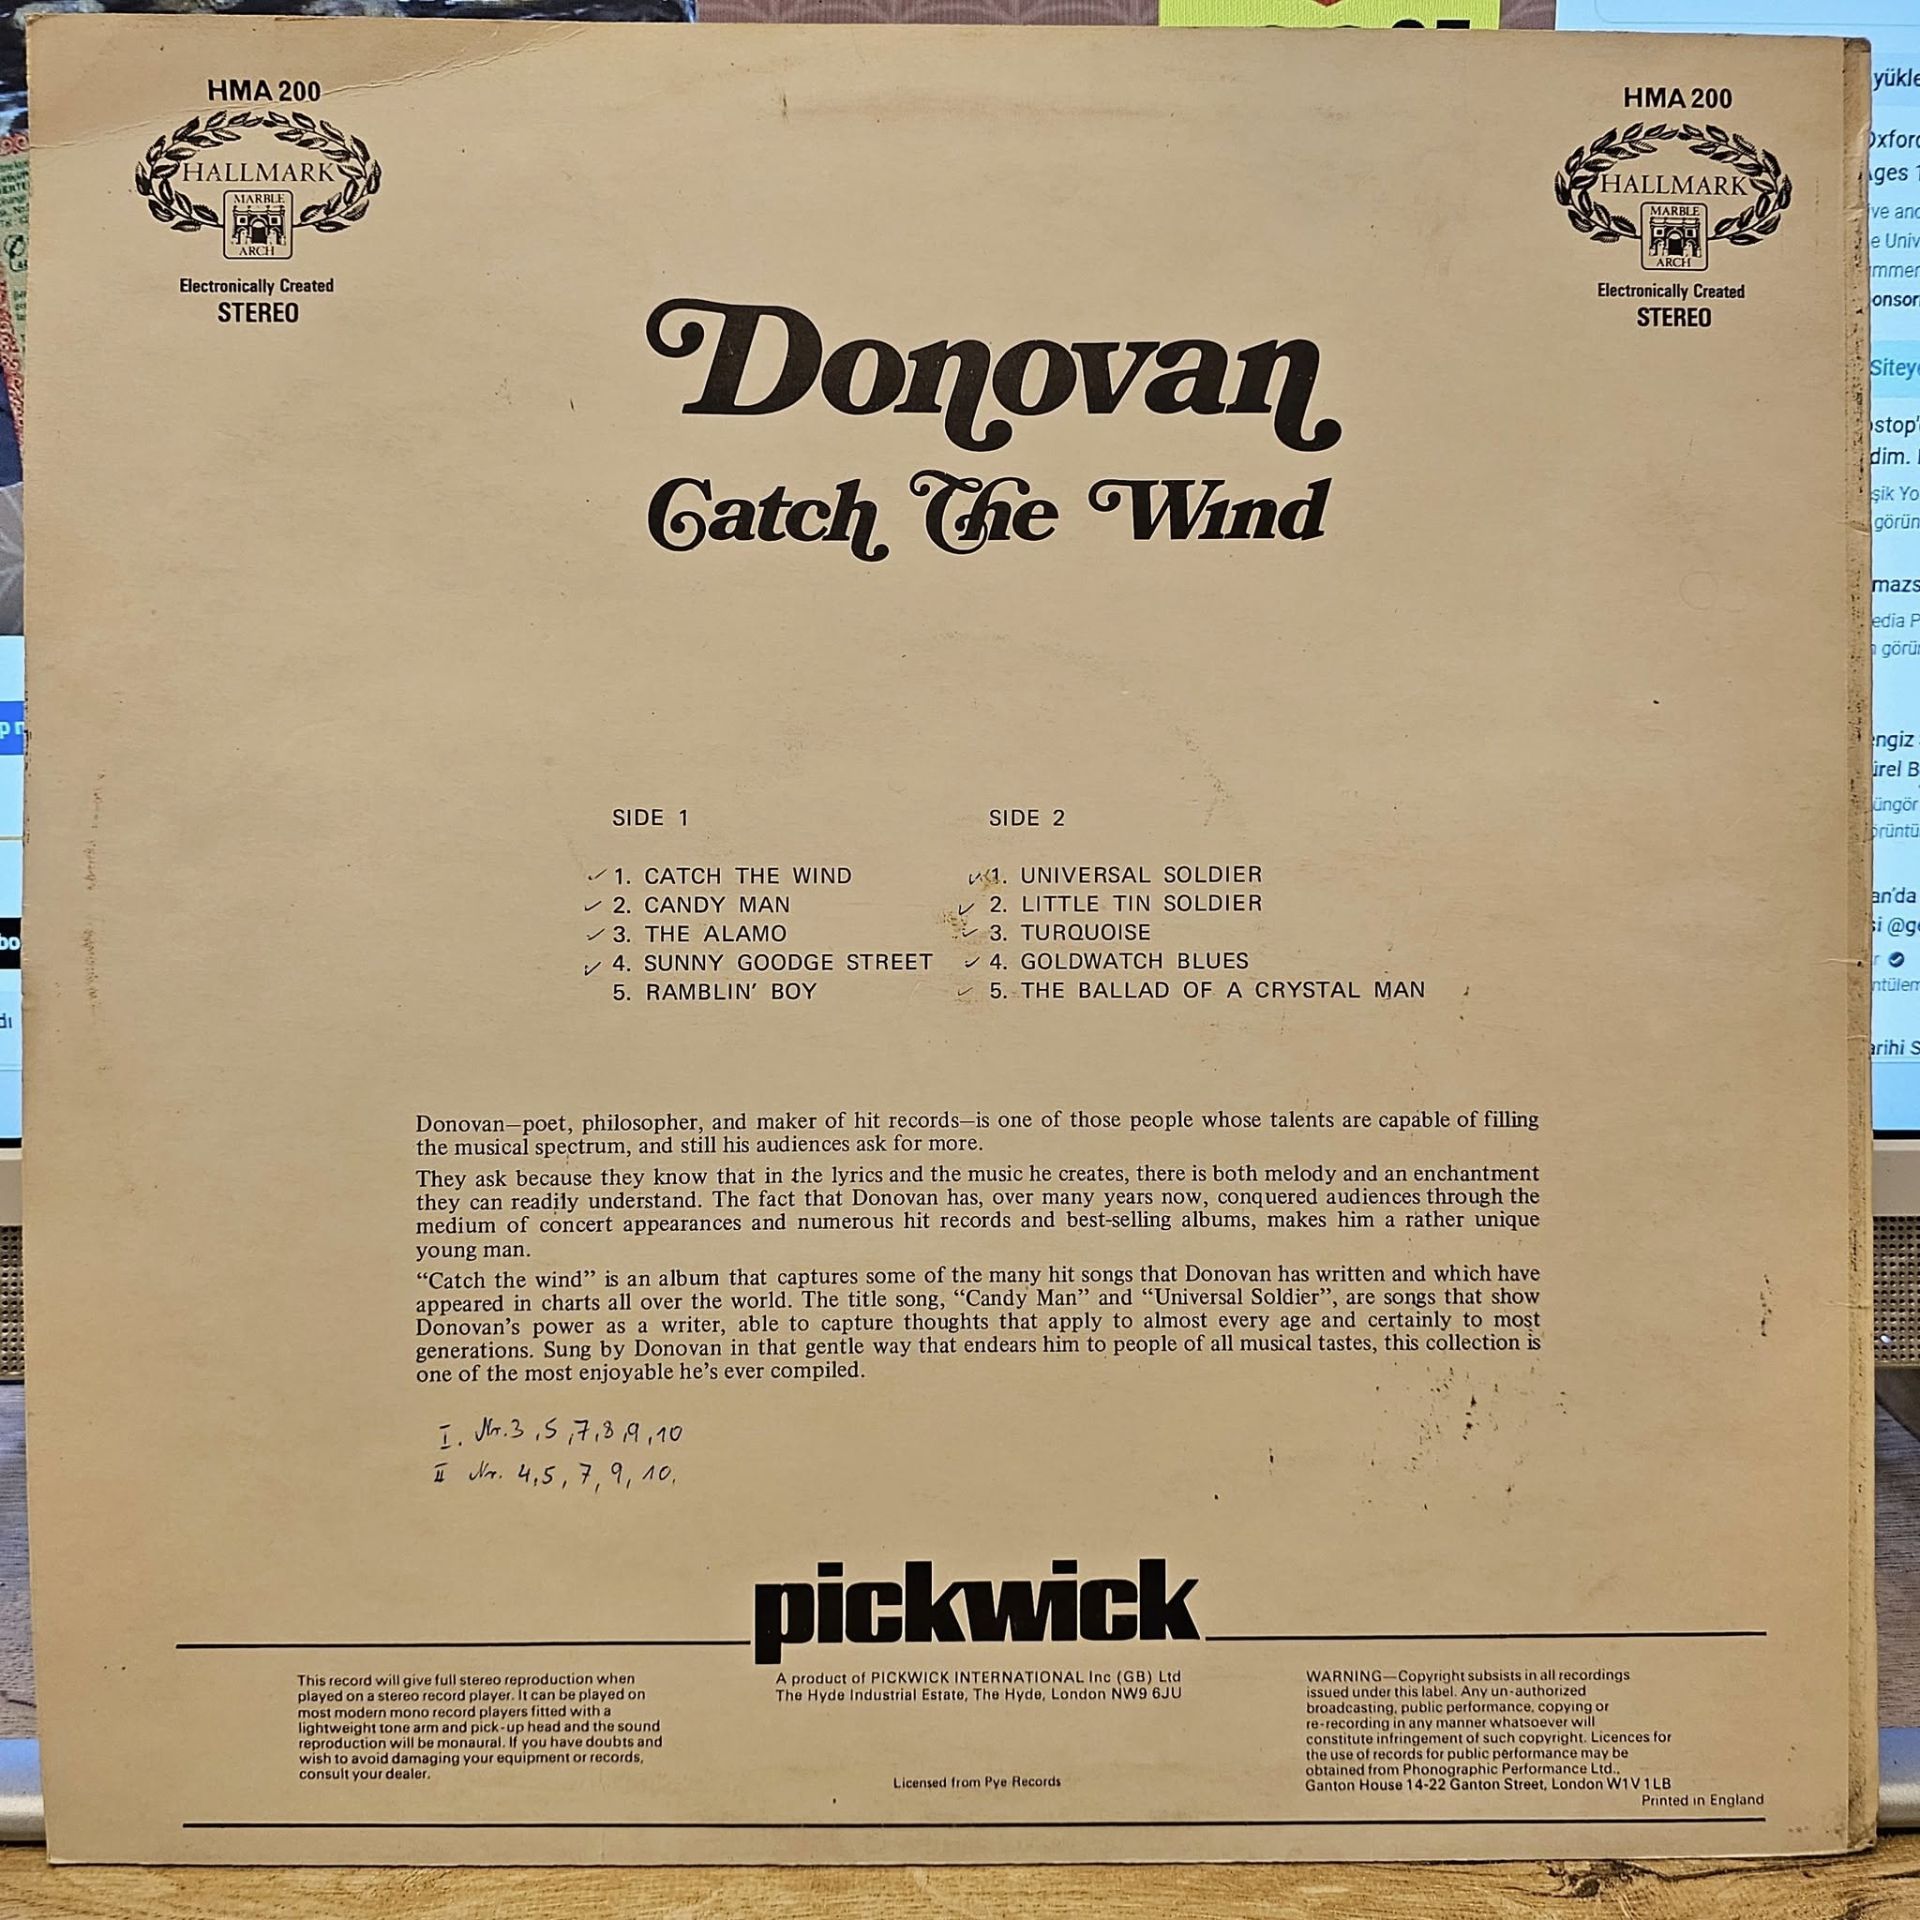 HMA 200
HALLMARK
MARBLE
ARCH
Electronically Created
STEREO
HMA 200
HALLMARK
MARBLE
ARCH
Electronically Created
STEREO
Donovan
Catch The Wind
SIDE 1
1. CATCH THE WIND
2. CANDY MAN
3. THE ALAMO
4. SUNNY GOODGE STREET
5. RAMBLIN' BOY
SIDE 2
1. UNIVERSAL SOLDIER
2. LITTLE TIN SOLDIER
3. TURQUOISE
4. GOLDWATCH BLUES
5. THE BALLAD OF A CRYSTAL MAN
Donovan—poet, philosopher, and maker of hit records—is one of those people whose talents are capable of filling
the musical spectrum, and still his audiences ask for more.
They ask because they know that in the lyrics and the music he creates, there is both melody and an enchantment
they can readily understand. The fact that Donovan has, over many years now, conquered audiences through the
medium of concert appearances and numerous hit records and best-selling albums, makes him a rather unique
young man.
“Catch the wind” is an album that captures some of the many hit songs that Donovan has written and which have
appeared in charts all over the world. The title song, “Candy Man” and “Universal Soldier”, are songs that show
Donovan’s power as a writer, able to capture thoughts that apply to almost every age and certainly to most
generations. Sung by Donovan in that gentle way that endears him to people of all musical tastes, this collection is
one of the most enjoyable he’s ever compiled.
I. Nr. 3, 5, 7, 8, 9, 10
II Nr. 4, 5, 7, 9, 10.
pickwick
This record will give full stereo reproduction when
played on a stereo record player. It can be played on
most modern mono record players fitted with a
lightweight tone arm and pick-up head and the sound
reproduction will be monaural. If you have doubts and
wish to avoid damaging your equipment or records,
consult your dealer.
A product of PICKWICK INTERNATIONAL Inc (GB) Ltd
The Hyde Industrial Estate, The Hyde, London NW9 6JU
Licensed from Pye Records
WARNING—Copyright subsists in all recordings
issued under this label. Any un-authorized
broadcasting, public performance, copying or
re-recording in any manner whatsoever will
constitute infringement of such copyright. Licences for
the use of records for public performance may be
obtained from Phonographic Performance Ltd.,
Ganton House 14-22 Ganton Street, London W1V 1LB
Printed in England